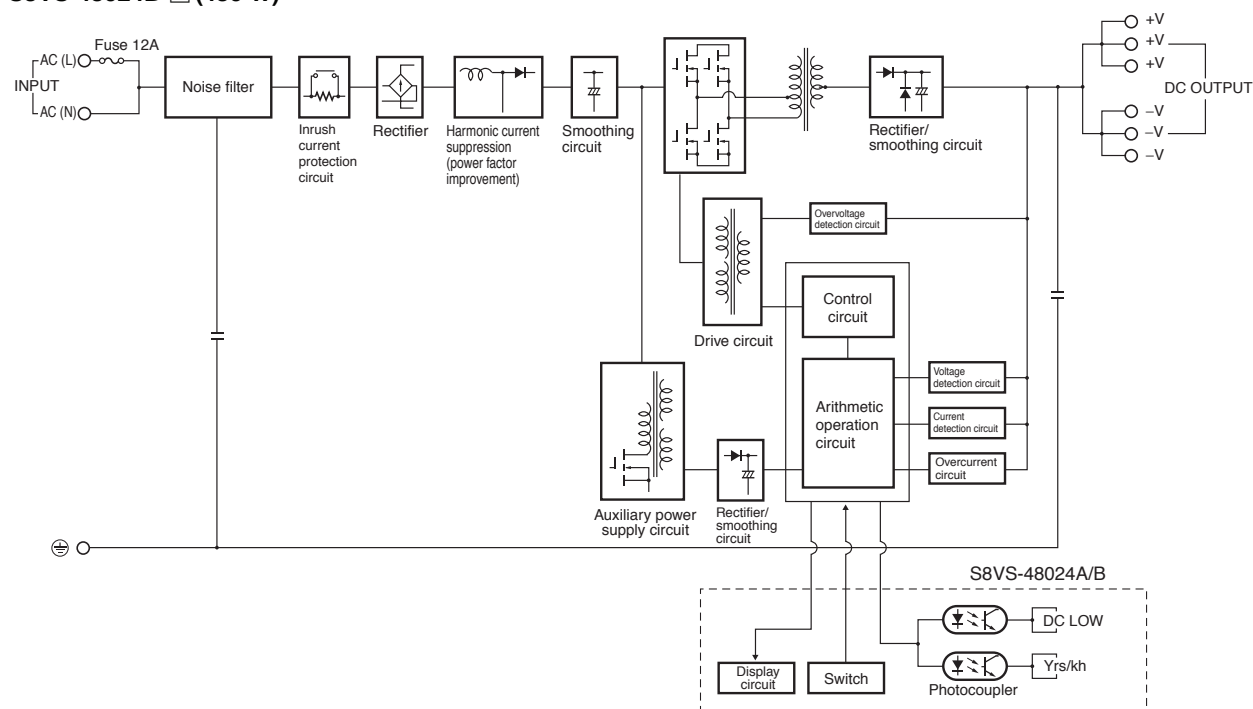 Fuse 12A
AC (L)
INPUT
AC (N)
Noise filter
Inrush
current
protection
circuit
Rectifier
Harmonic current
suppression
(power factor
improvement)
Smoothing
circuit
Rectifier/
smoothing circuit
+V
+V
+V
DC OUTPUT
–V
–V
–V
Overvoltage
detection circuit
Drive circuit
Control
circuit
Arithmetic
operation
circuit
Voltage
detection circuit
Current
detection circuit
Overcurrent
circuit
Auxiliary power
supply circuit
Rectifier/
smoothing
circuit
S8VS-48024A/B
DC LOW
Yrs/kh
Display
circuit
Switch
Photocoupler